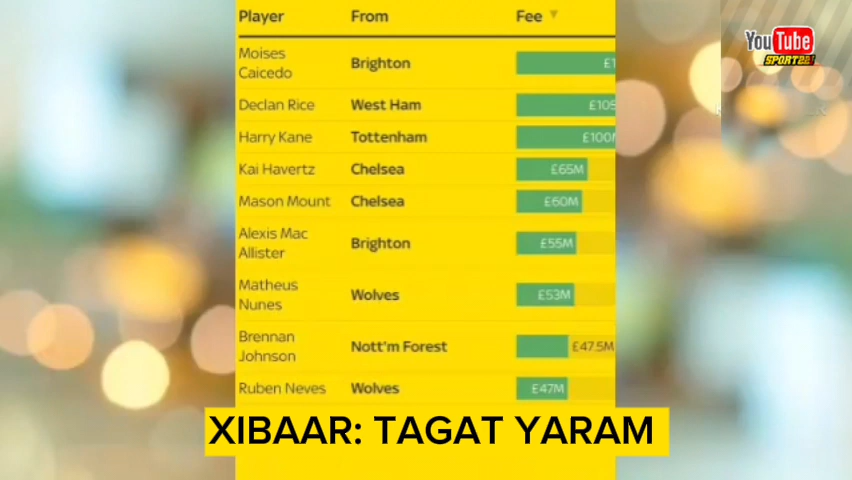 Player From Fee
Moises
Caicedo
Brighton
Declan Rice West Ham
Harry Kane Tottenham
Kai Havertz Chelsea £65M
Mason Mount Chelsea £60M
Alexis Mac
Allister
Brighton £55M
Matheus
Nunes
Wolves £53M
Brennan
Johnson
Nott'm Forest £47.5M
Ruben Neves Wolves £47M
XIBAAR: TAGAT YARAM
YouTube
SPORT221